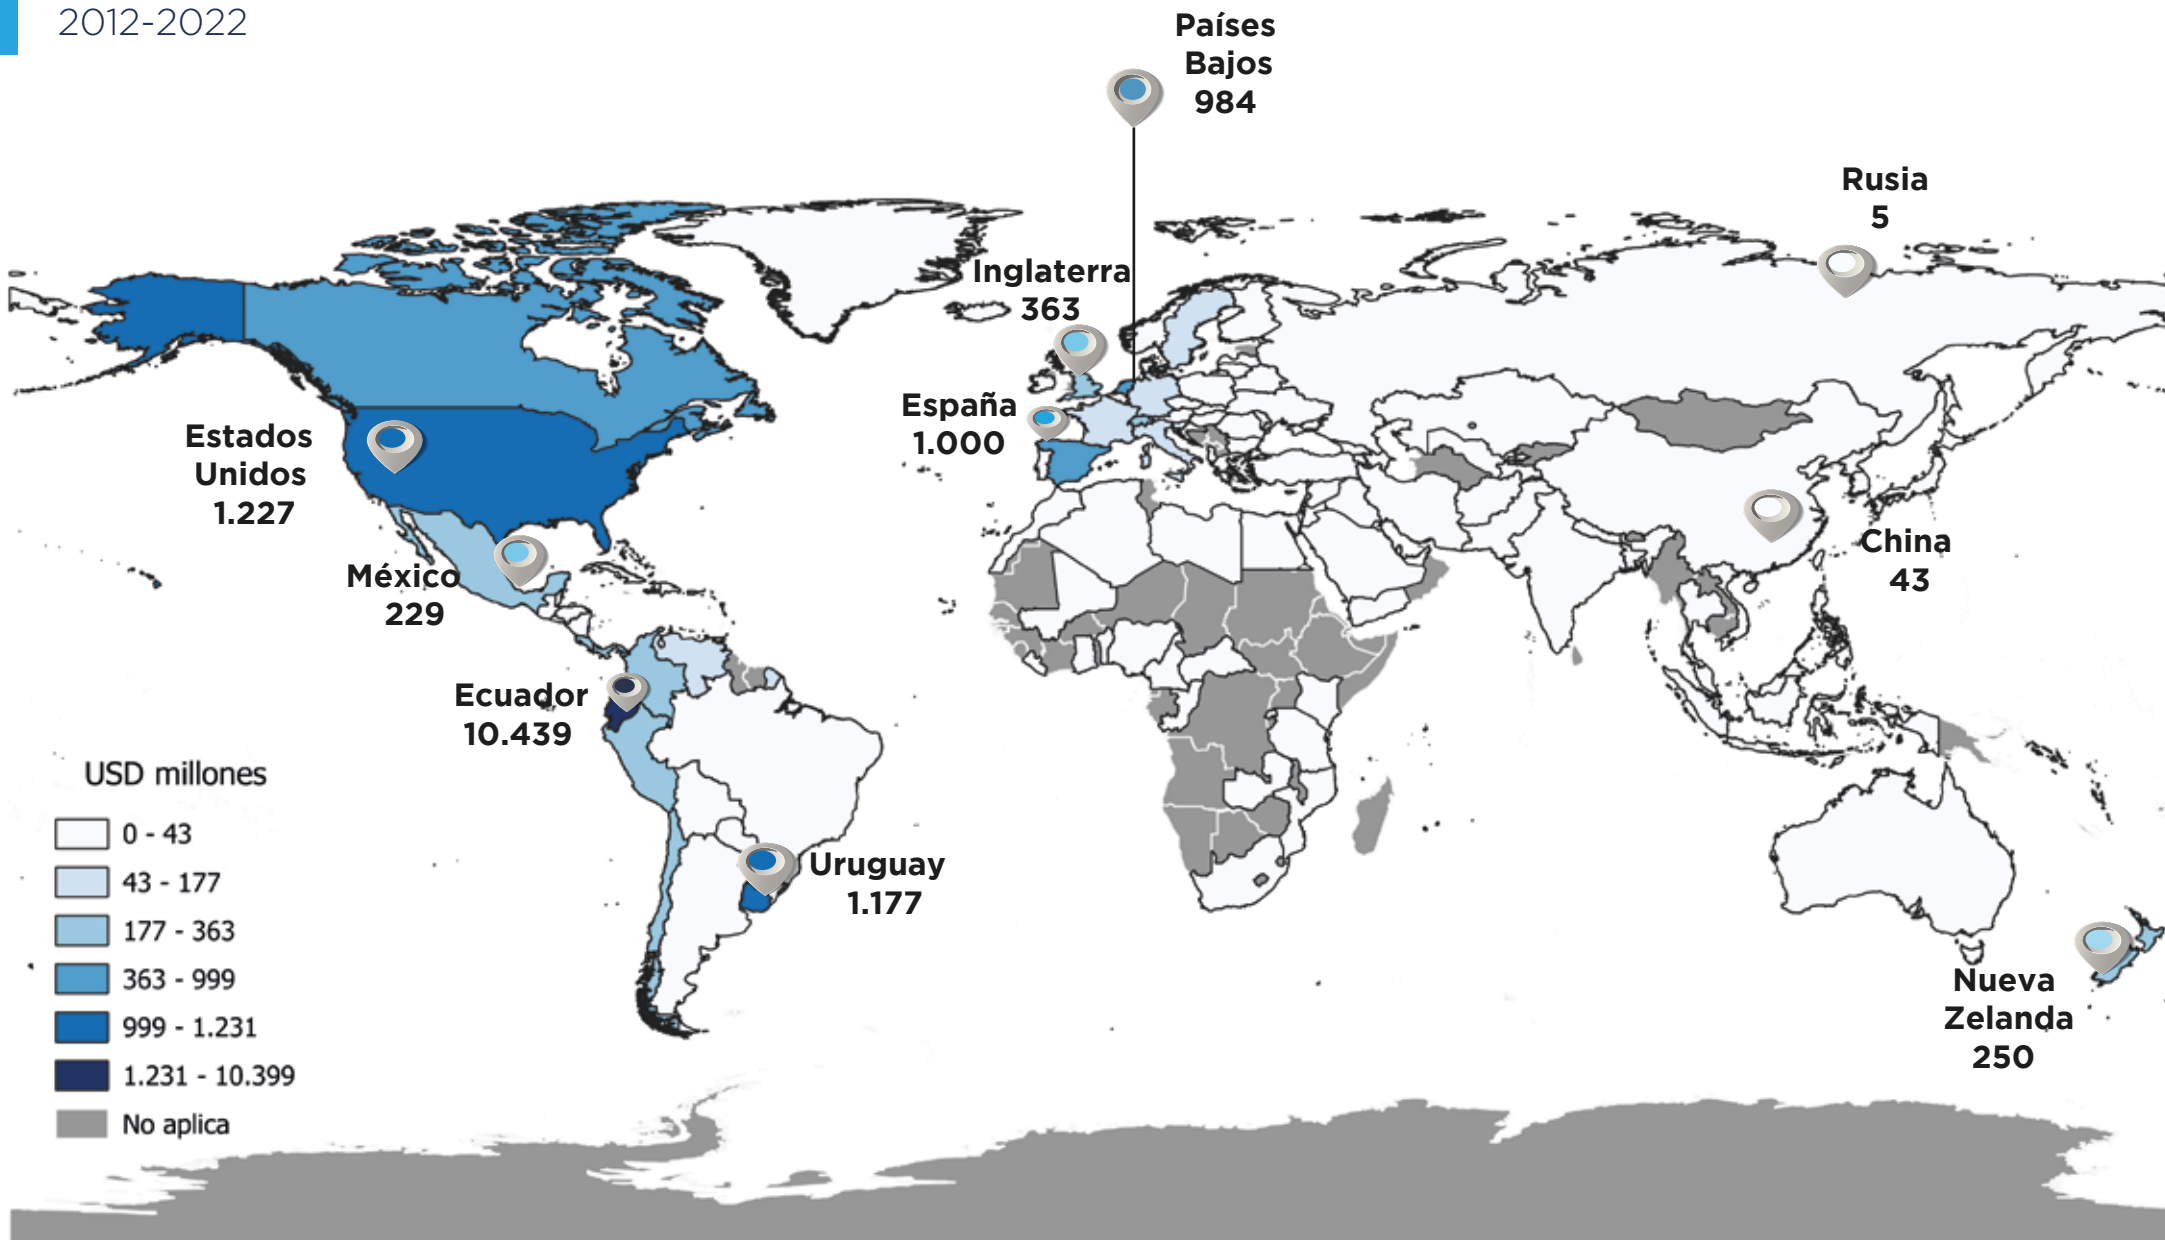 2012-2022
Países
Bajos
984
Rusia
5
Inglaterra
363
España
1.000
Estados
Unidos
1.227
China
43
México
229
Ecuador
10.439
Uruguay
1.177
Nueva
Zelanda
250
USD millones
0 - 43
43 - 177
177 - 363
363 - 999
999 - 1.231
1.231 - 10.399
No aplica